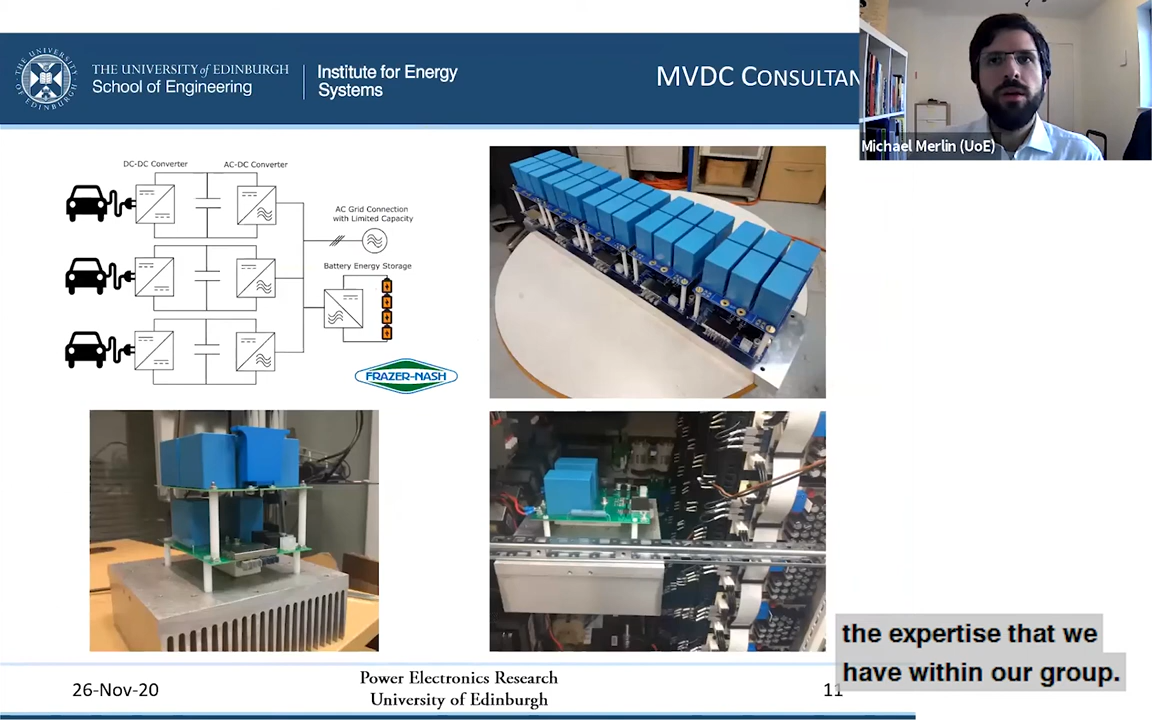 THE UNIVERSITY of EDINBURGH
School of Engineering
Institute for Energy
Systems
MVDC CONSULTAN
Michael Merlin (UoE)
DC-DC Converter
AC-DC Converter
AC Grid Connection
with Limited Capacity
Battery Energy Storage
FRAZER-NASH
26-Nov-20
Power Electronics Research
University of Edinburgh
11
the expertise that we
have within our group.